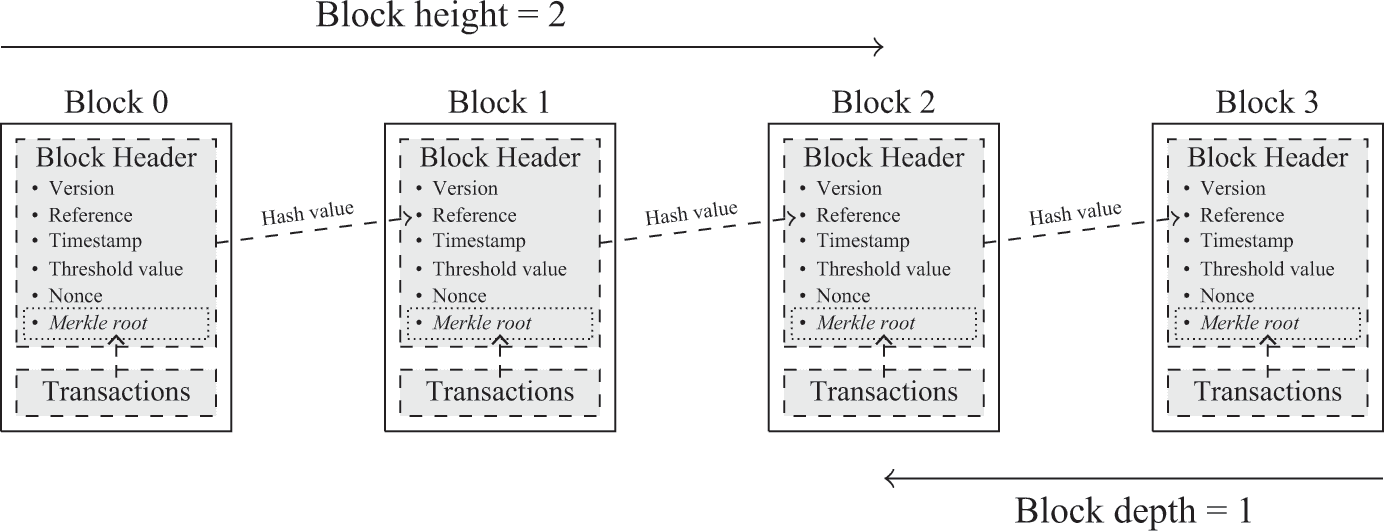 Block height = 2
Block 0
Block Header
• Version
• Reference
• Timestamp
• Threshold value
• Nonce
• Merkle root
Transactions
Hash value
Block 1
Block Header
• Version
• Reference
• Timestamp
• Threshold value
• Nonce
• Merkle root
Transactions
Hash value
Block 2
Block Header
• Version
• Reference
• Timestamp
• Threshold value
• Nonce
• Merkle root
Transactions
Hash value
Block 3
Block Header
• Version
• Reference
• Timestamp
• Threshold value
• Nonce
• Merkle root
Transactions
Block depth = 1